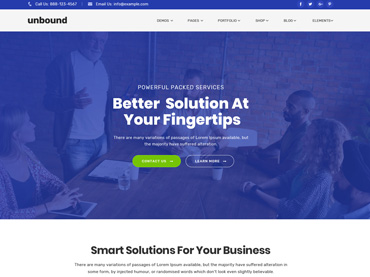 Call Us: 888-123-4567 | Email Us: info@example.com
unbound DEMOS PAGES PORTFOLIO SHOP BLOG ELEMENTS
POWERFUL PACKED SERVICES
Better Solution At
Your Fingertips
There are many variations of passages of Lorem Ipsum available, but
the majority have suffered alteration.
CONTACT US LEARN MORE
Smart Solutions For Your Business
There are many variations of passages of Lorem Ipsum available, but the majority have suffered alteration in
some form, by injected humour, or randomised words which don't look even slightly believable.